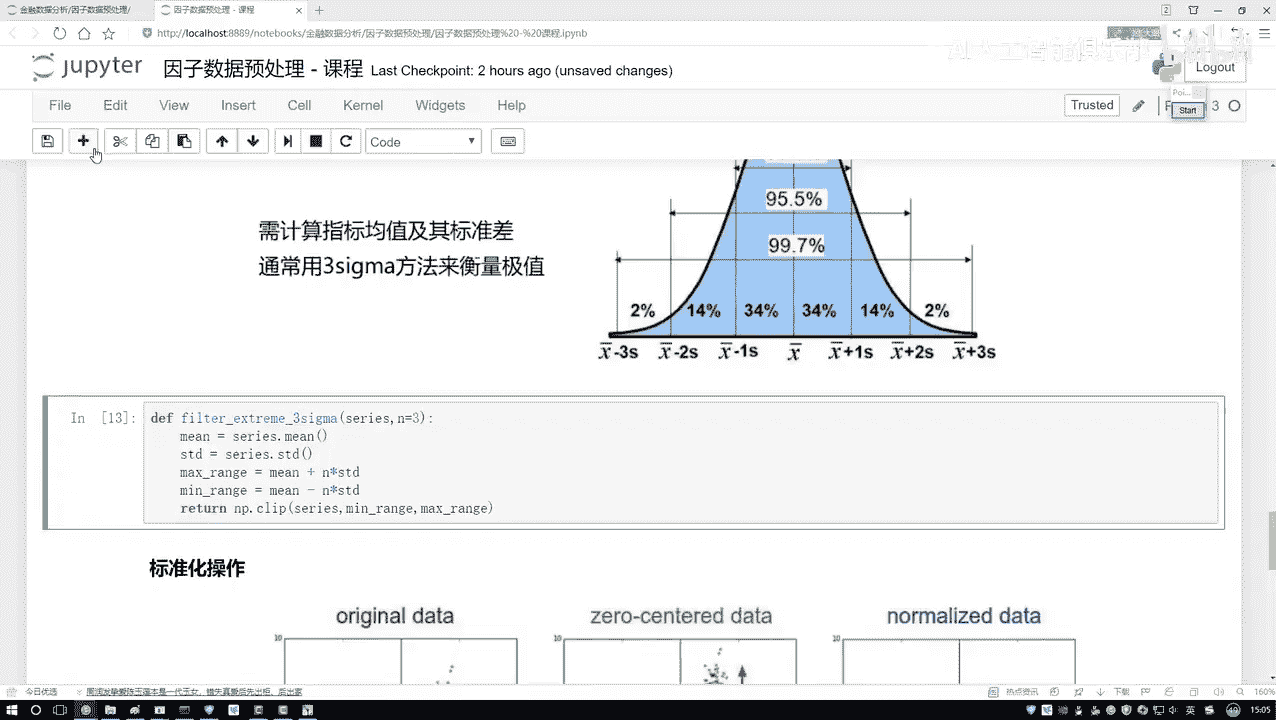 金融数据分析/因子数据预处理/
因子数据预处理 - 课程
http://localhost:8889/notebooks/金融数据分析/因子数据预处理/因子数据预处理%20-%20课程.ipynb
jupyter 因子数据预处理 - 课程 Last Checkpoint: 2 hours ago (unsaved changes)
Logout
File Edit View Insert Cell Kernel Widgets Help
Trusted
3
Poi...
Start
Code
95.5%
需计算指标均值及其标准差
99.7%
通常用3sigma方法来衡量极值
2% 14% 34% 34% 14% 2%
x̅-3s x̅-2s x̅-1s x̅ x̅+1s x̅+2s x̅+3s
In [13]: def filter_extreme_3sigma(series,n=3):
mean = series.mean()
std = series.std()
max_range = mean + n*std
min_range = mean - n*std
return np.clip(series,min_range,max_range)
标准化操作
original data zero-centered data normalized data
10 10 10
今日优选
热点资讯
下载
160%
英
15:05